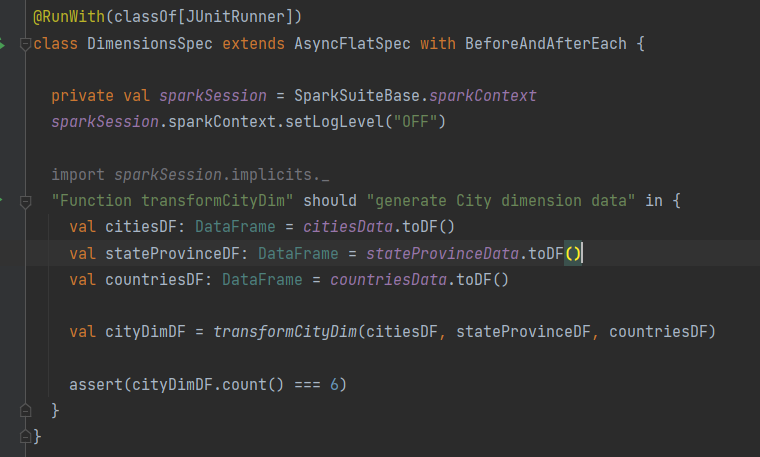 @RunWith(classOf[JUnitRunner])
class DimensionsSpec extends AsyncFlatSpec with BeforeAndAfterEach {
private val sparkSession = SparkSuiteBase.sparkContext
sparkSession.sparkContext.setLogLevel("OFF")
import sparkSession.implicits._
"Function transformCityDim" should "generate City dimension data" in {
val citiesDF: DataFrame = citiesData.toDF()
val stateProvinceDF: DataFrame = stateProvinceData.toDF()
val countriesDF: DataFrame = countriesData.toDF()
val cityDimDF = transformCityDim(citiesDF, stateProvinceDF, countriesDF)
assert(cityDimDF.count() === 6)
}
}